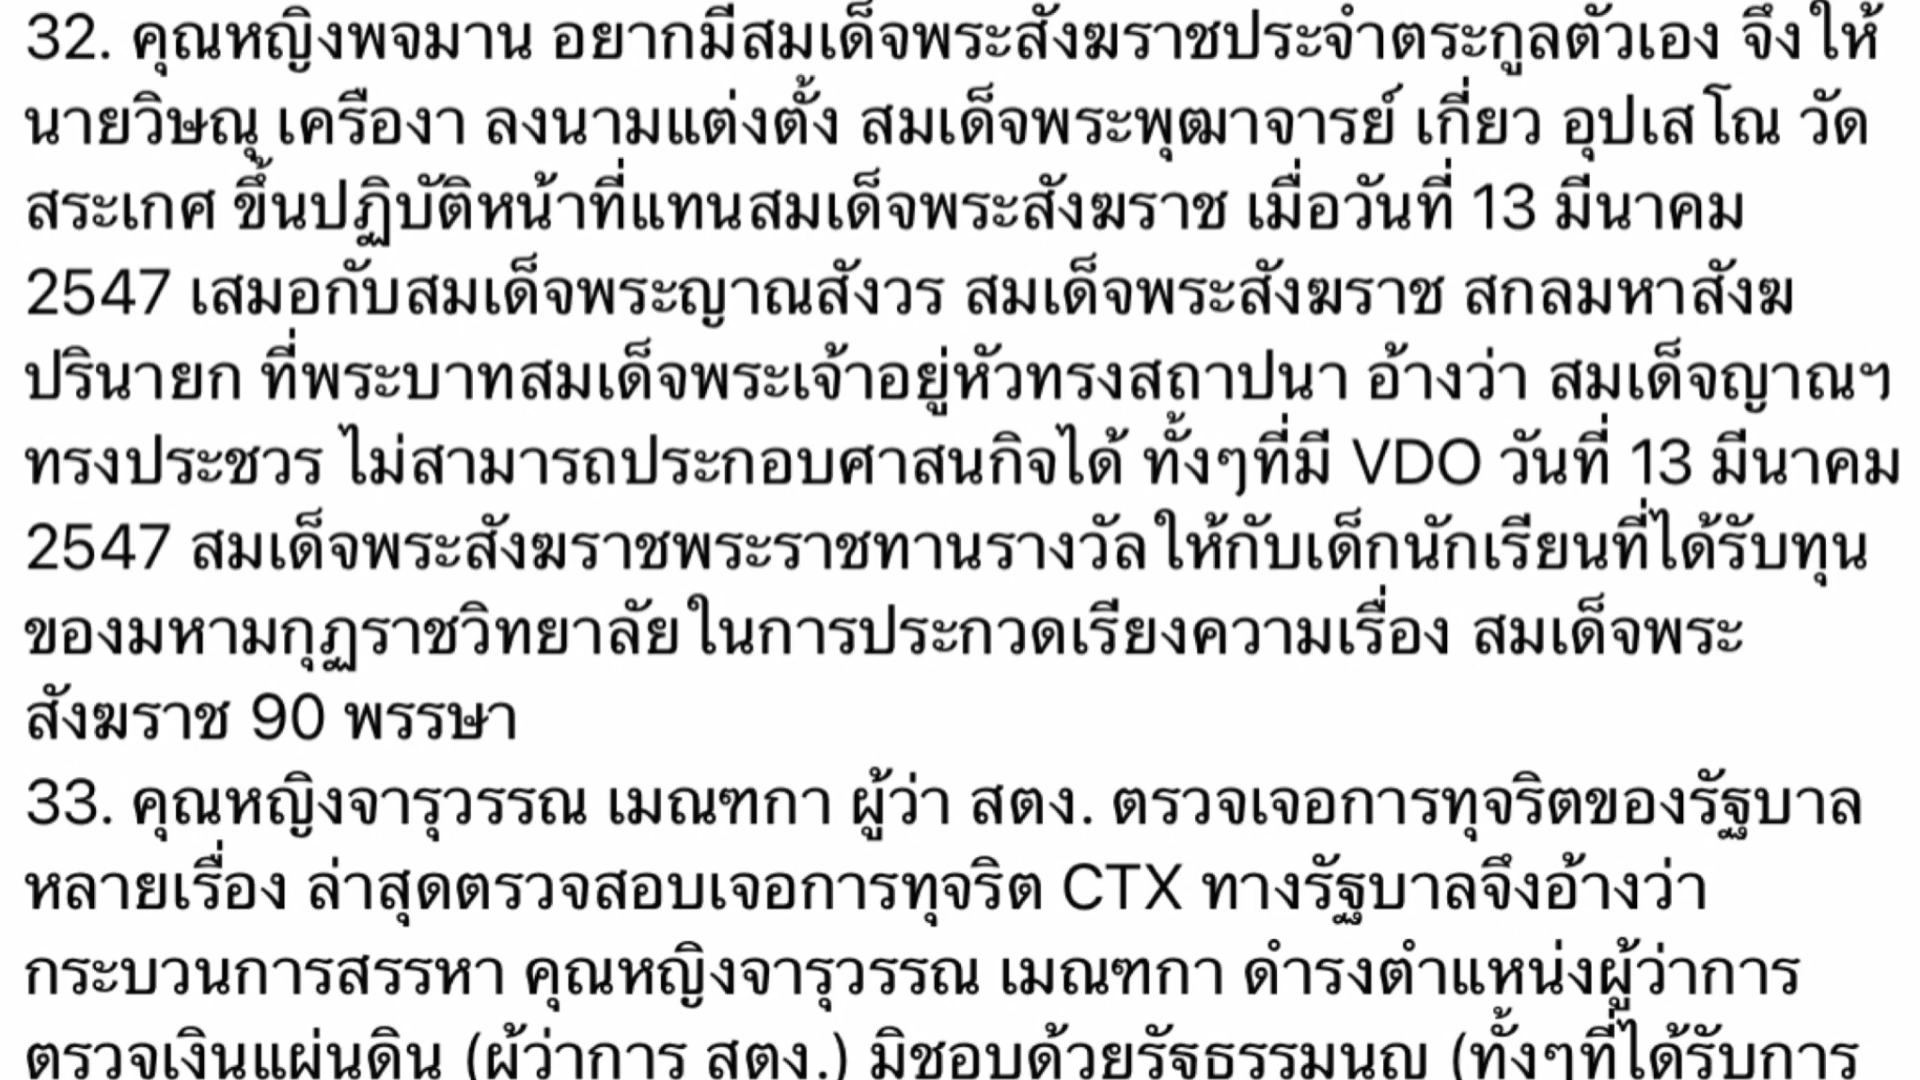 32. คุณหญิงพจมาน อยากมีสมเด็จพระสังฆราชประจำตระกูลตัวเอง จึงให้
นายวิษณุ เครืองา ลงนามแต่งตั้ง สมเด็จพระพุฒาจารย์ เกี่ยว อุปเสโณ วัด
สระเกศ ขึ้นปฏิบัติหน้าที่แทนสมเด็จพระสังฆราช เมื่อวันที่ 13 มีนาคม
2547 เสมอกับสมเด็จพระญาณสังวร สมเด็จพระสังฆราช สกลมหาสังฆ
ปรินายก ที่พระบาทสมเด็จพระเจ้าอยู่หัวทรงสถาปนา อ้างว่า สมเด็จญาณฯ
ทรงประชวร ไม่สามารถประกอบศาสนกิจได้ ทั้งๆที่มี VDO วันที่ 13 มีนาคม
2547 สมเด็จพระสังฆราชพระราชทานรางวัลให้กับเด็กนักเรียนที่ได้รับทุน
ของมหามกุฏราชวิทยาลัยในการประกวดเรียงความเรื่อง สมเด็จพระ
สังฆราช 90 พรรษา
33. คุณหญิงจารุวรรณ เมณฑกา ผู้ว่า สตง. ตรวจเจอการทุจริตของรัฐบาล
หลายเรื่อง ล่าสุดตรวจสอบเจอการทุจริต CTX ทางรัฐบาลจึงอ้างว่า
กระบวนการสรรหา คุณหญิงจารุวรรณ เมณฑกา ดำรงตำแหน่งผู้ว่าการ
ตรวจเงินแผ่นดิน (ผู้ว่าการ สตง.) มิชอบด้วยรัฐธรรมนูญ (ทั้งๆที่ได้รับการ